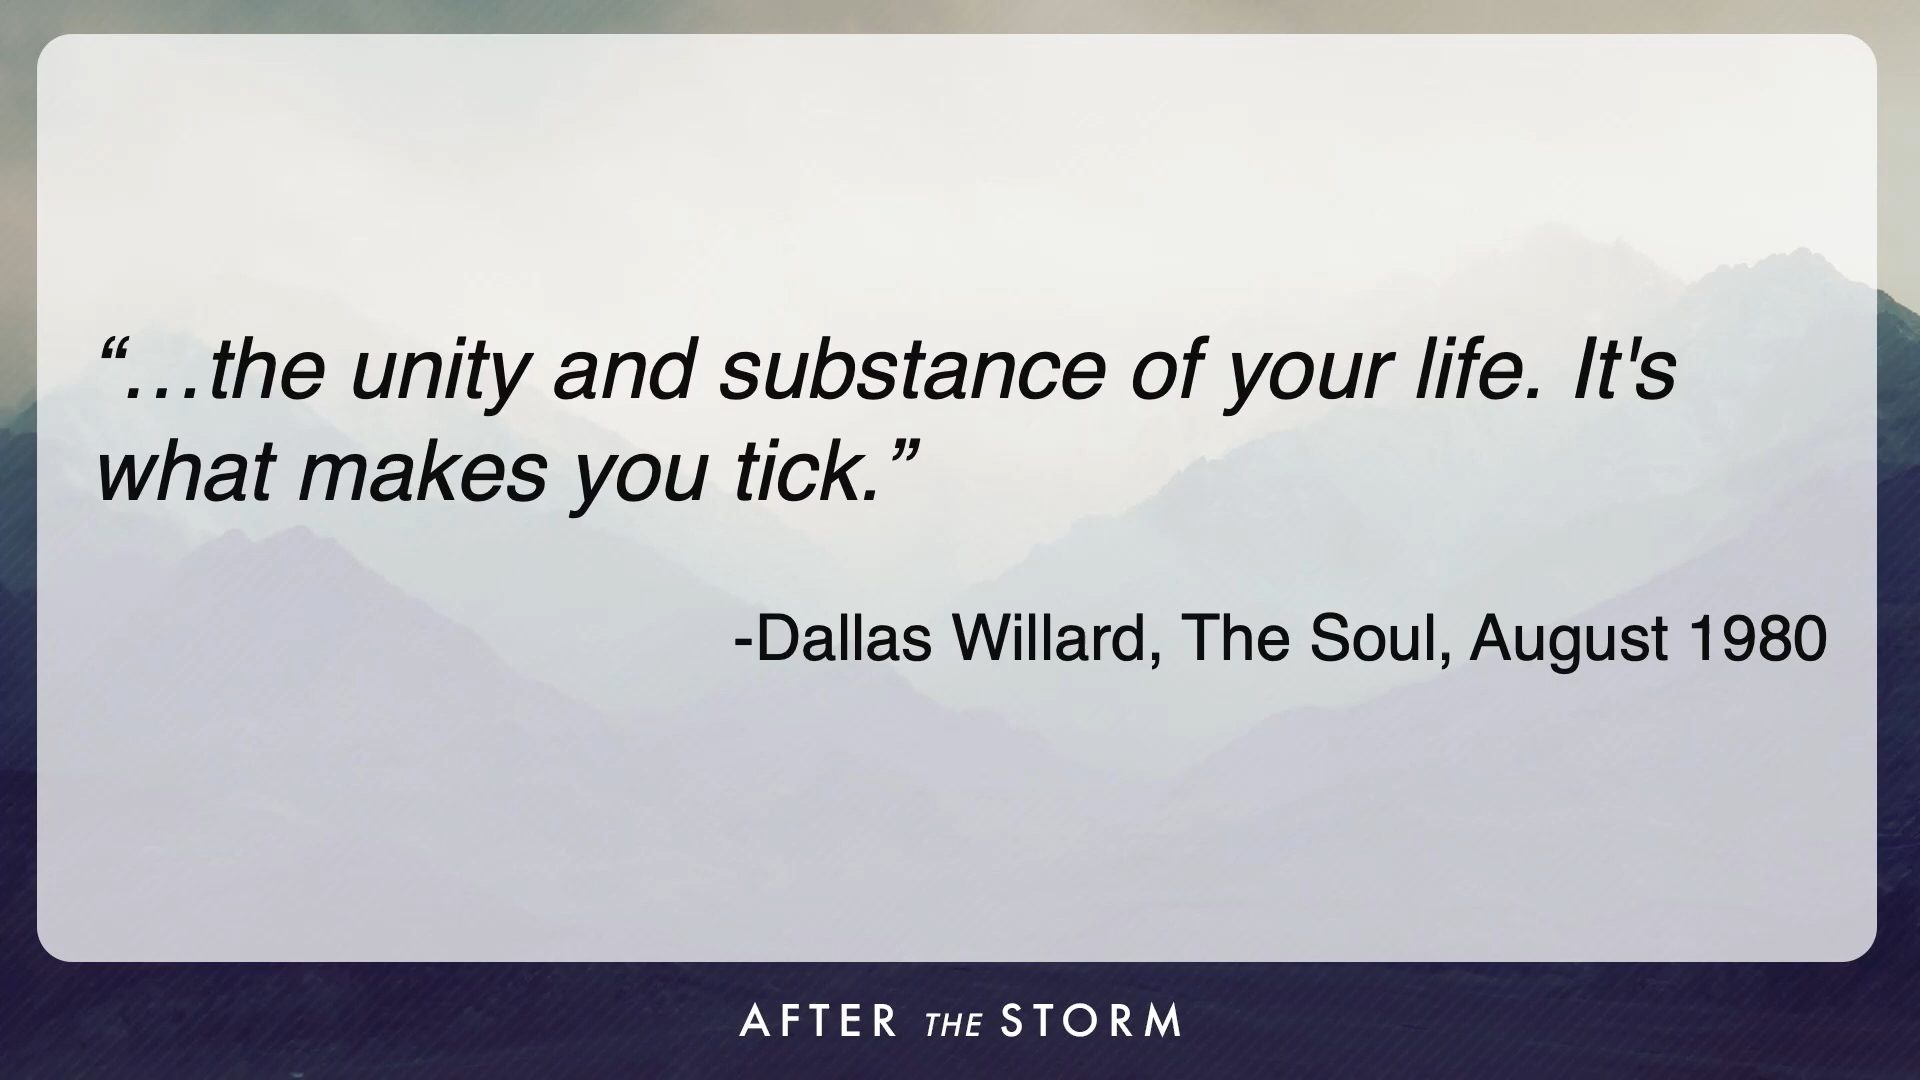 “…the unity and substance of your life. It's
what makes you tick.”
-Dallas Willard, The Soul, August 1980
AFTER THE STORM